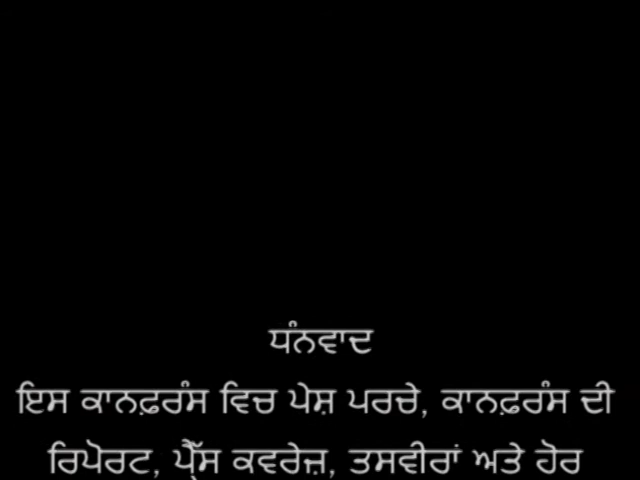 ਧੰਨਵਾਦ
ਇਸ ਕਾਨਫ਼ਰੰਸ ਵਿਚ ਪੇਸ਼ ਪਰਚੇ, ਕਾਨਫ਼ਰੰਸ ਦੀ
ਰਿਪੋਰਟ, ਪ੍ਰੈੱਸ ਕਵਰੇਜ਼, ਤਸਵੀਰਾਂ ਅਤੇ ਹੋਰ